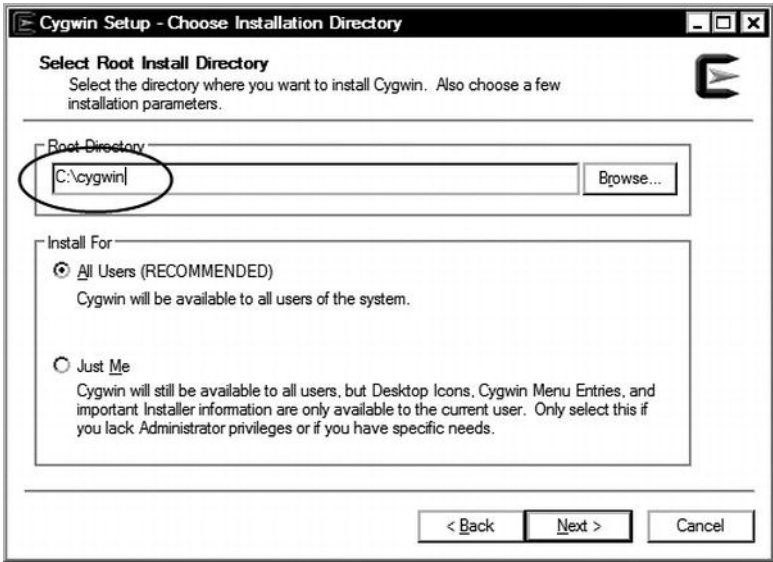 Cygwin Setup - Choose Installation Directory
Select Root Install Directory
Select the directory where you want to install Cygwin. Also choose a few
installation parameters.
Root Directory
C:\cygwin
Browse...
Install For
All Users (RECOMMENDED)
Cygwin will be available to all users of the system.
Just Me
Cygwin will still be available to all users, but Desktop Icons, Cygwin Menu Entries, and
important Installer information are only available to the current user. Only select this if
you lack Administrator privileges or if you have specific needs.
< Back
Next >
Cancel